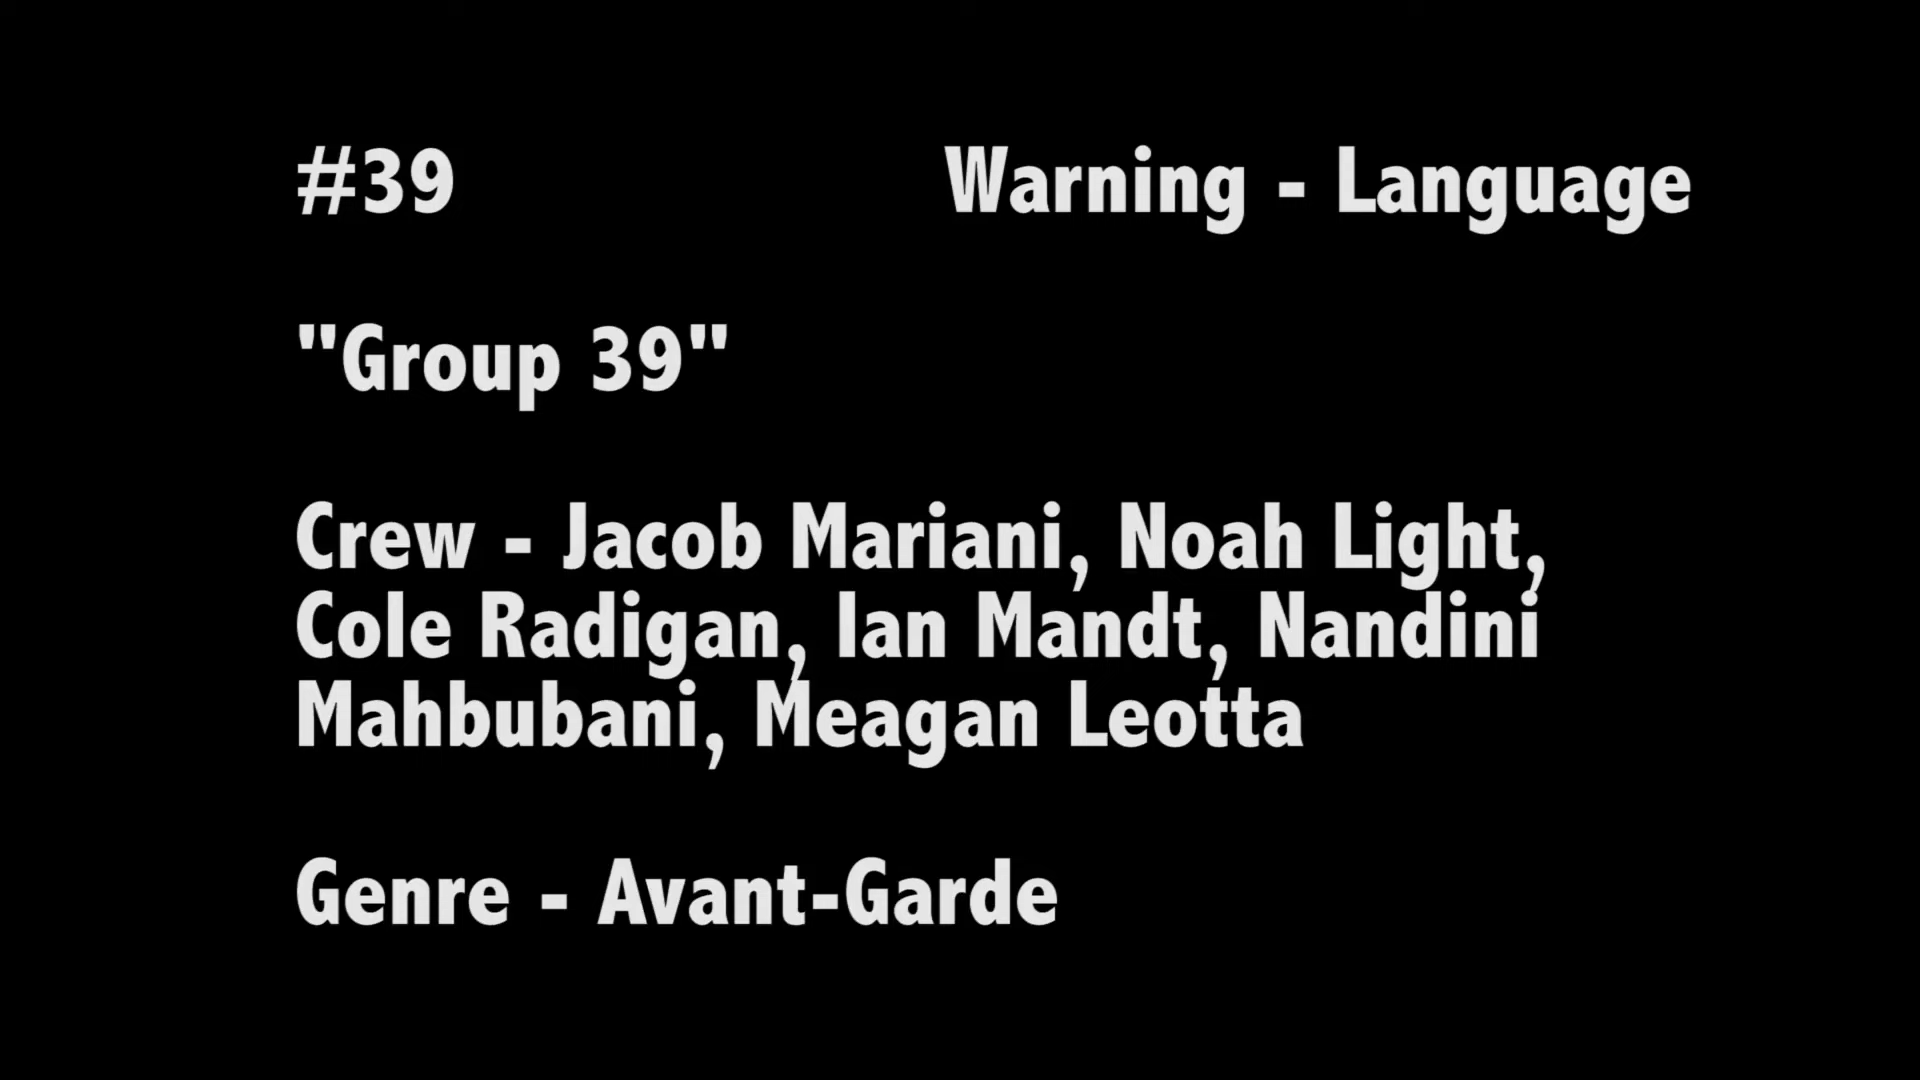 #39 Warning - Language
"Group 39"
Crew - Jacob Mariani, Noah Light,
Cole Radigan, Ian Mandt, Nandini
Mahbubani, Meagan Leotta
Genre - Avant-Garde